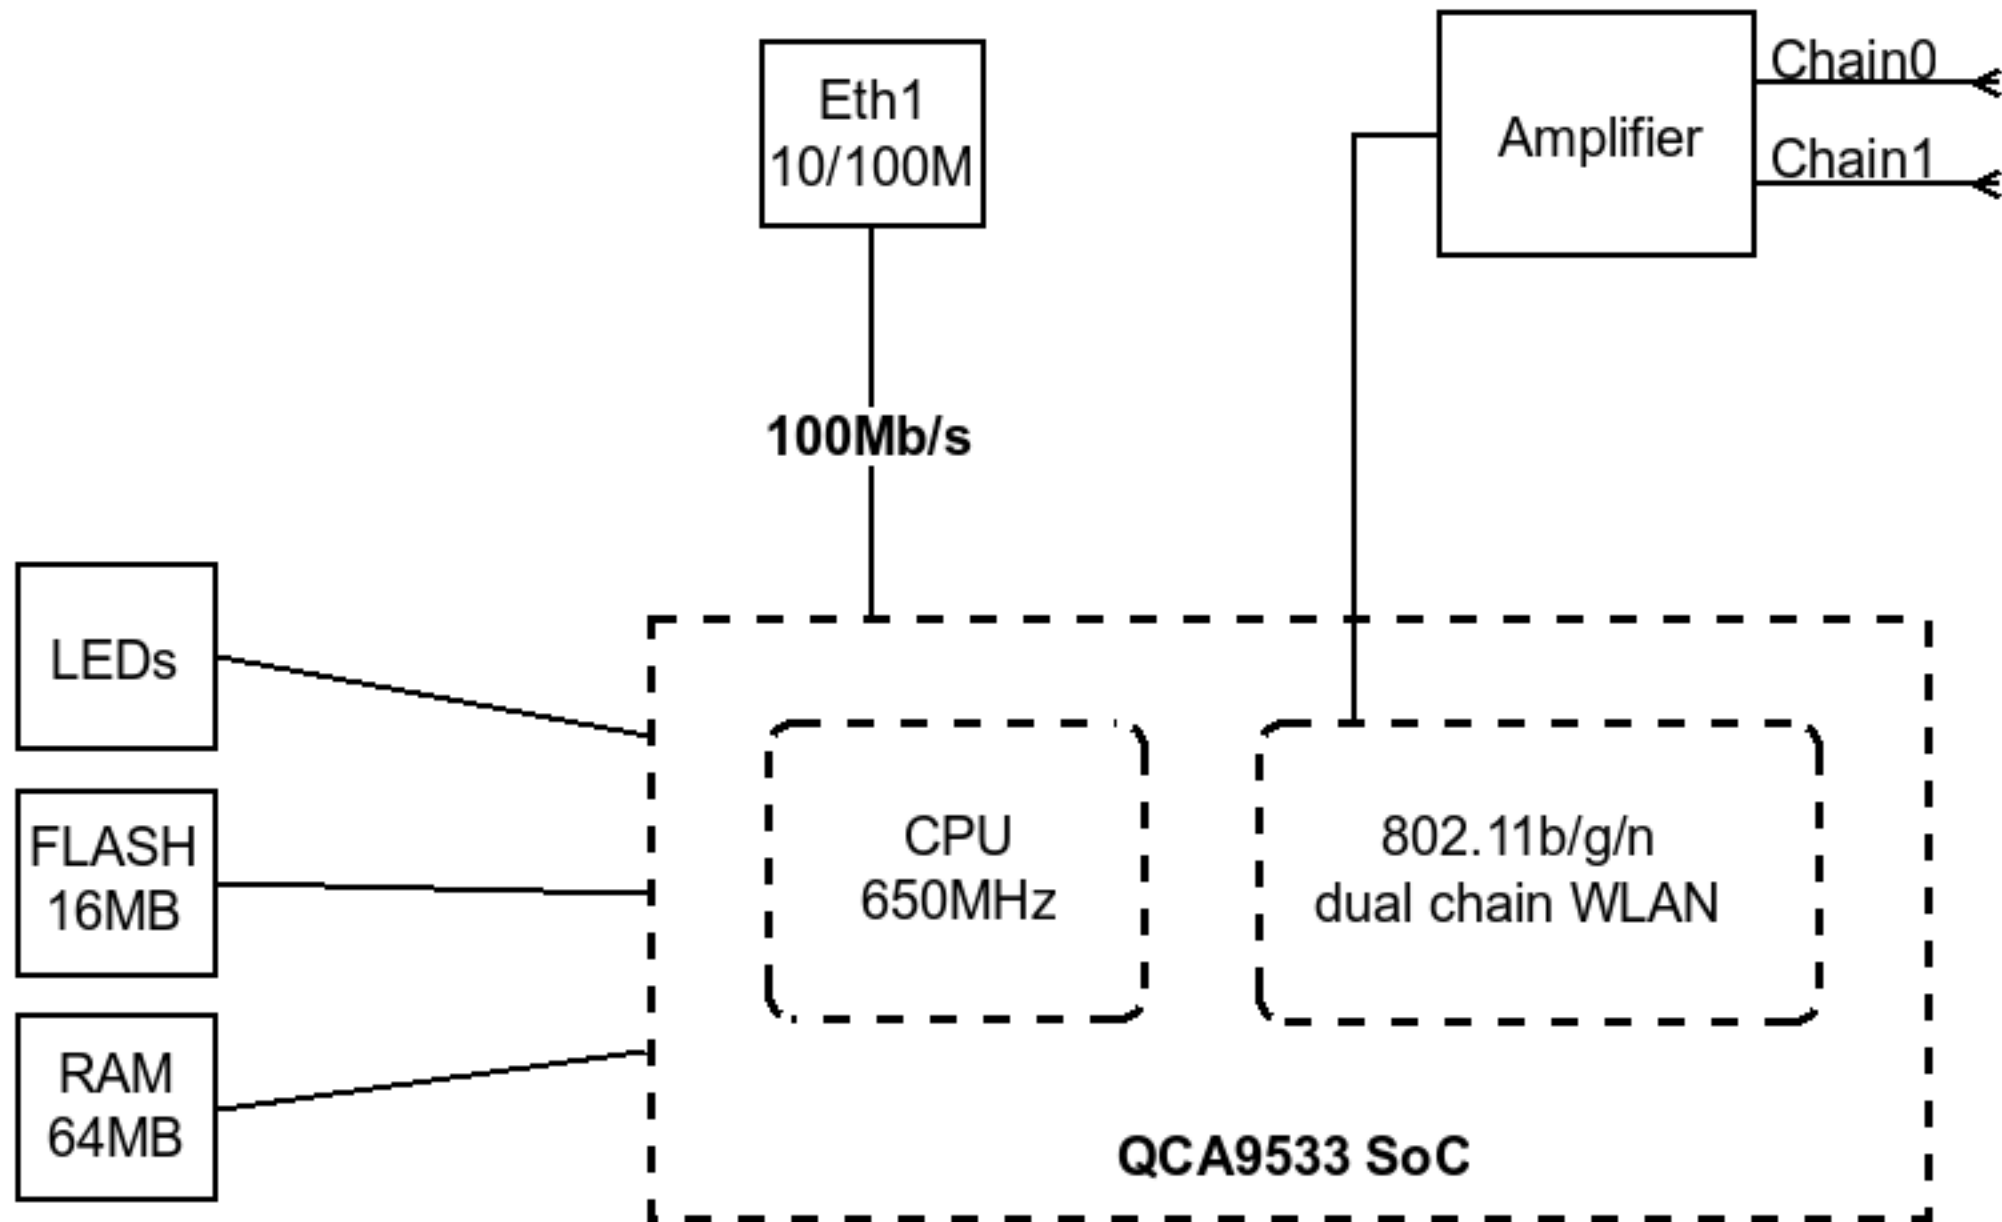 Eth1
10/100M
Amplifier
Chain0
Chain1
100Mb/s
LEDs
FLASH
16MB
RAM
64MB
CPU
650MHz
802.11b/g/n
dual chain WLAN
QCA9533 SoC